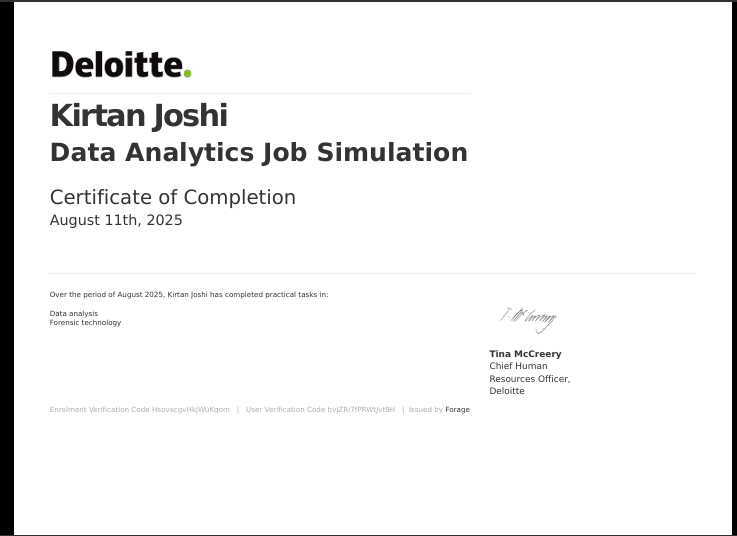 Deloitte.
Kirtan Joshi
Data Analytics Job Simulation
Certificate of Completion
August 11th, 2025
Over the period of August 2025, Kirtan Joshi has completed practical tasks in:
Data analysis
Forensic technology
T. McCreery
Tina McCreery
Chief Human
Resources Officer,
Deloitte
Enrolment Verification Code HsovxcgvHkjWuKqom | User Verification Code bvjZRi7fPRWtJvt9H | Issued by Forage